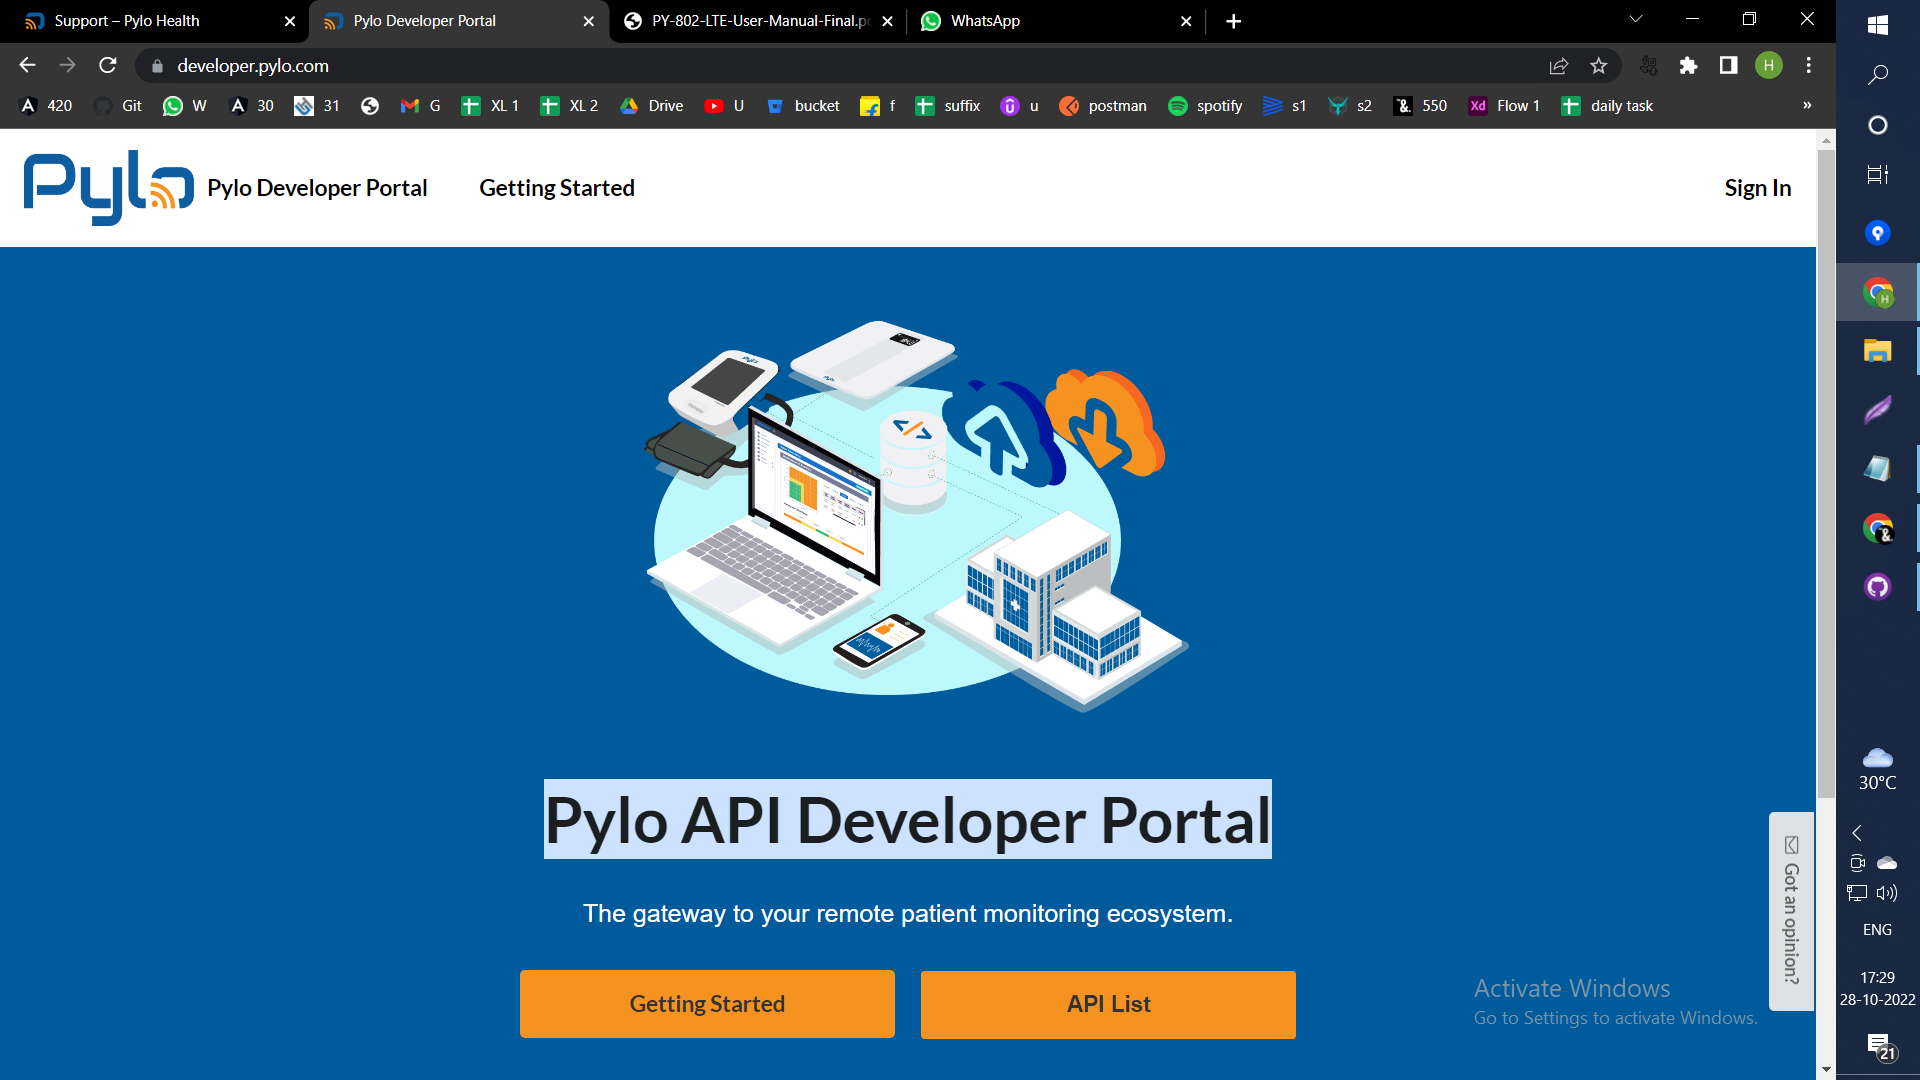 Support – Pylo Health
Pylo Developer Portal
PY-802-LTE-User-Manual-Final.p
WhatsApp
developer.pylo.com
H
420
Git
W
30
31
G
XL 1
XL 2
Drive
U
bucket
f
suffix
u
postman
spotify
s1
s2
550
Flow 1
daily task
»
Pylo
Pylo Developer Portal
Getting Started
Sign In
Pylo API Developer Portal
The gateway to your remote patient monitoring ecosystem.
Getting Started
API List
Got an opinion?
Activate Windows
Go to Settings to activate Windows.
30°C
ENG
17:29
28-10-2022
21